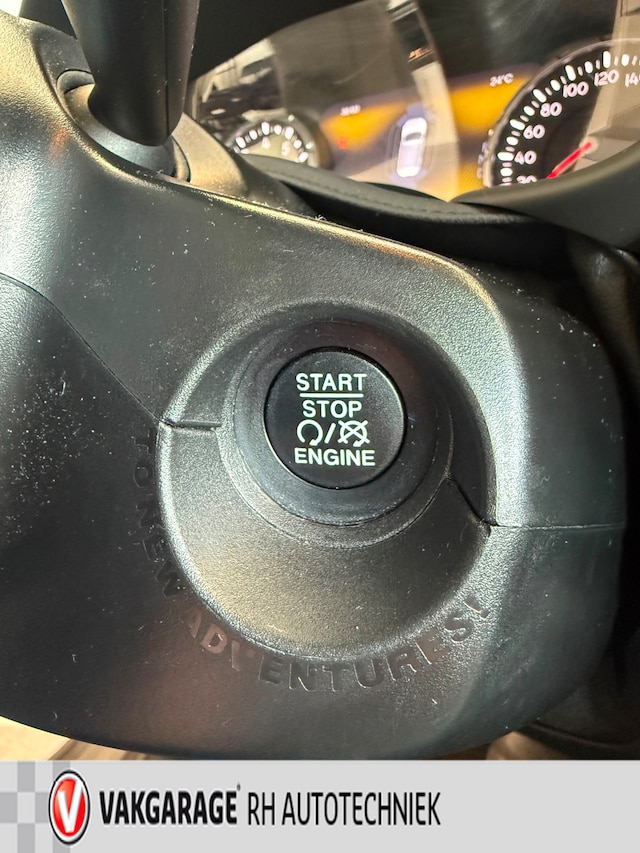 24°C
20
40
60
80
100
120
START
STOP
ENGINE
TO NEW ADVENTURES!
V VAKGARAGE RH AUTOTECHNIEK